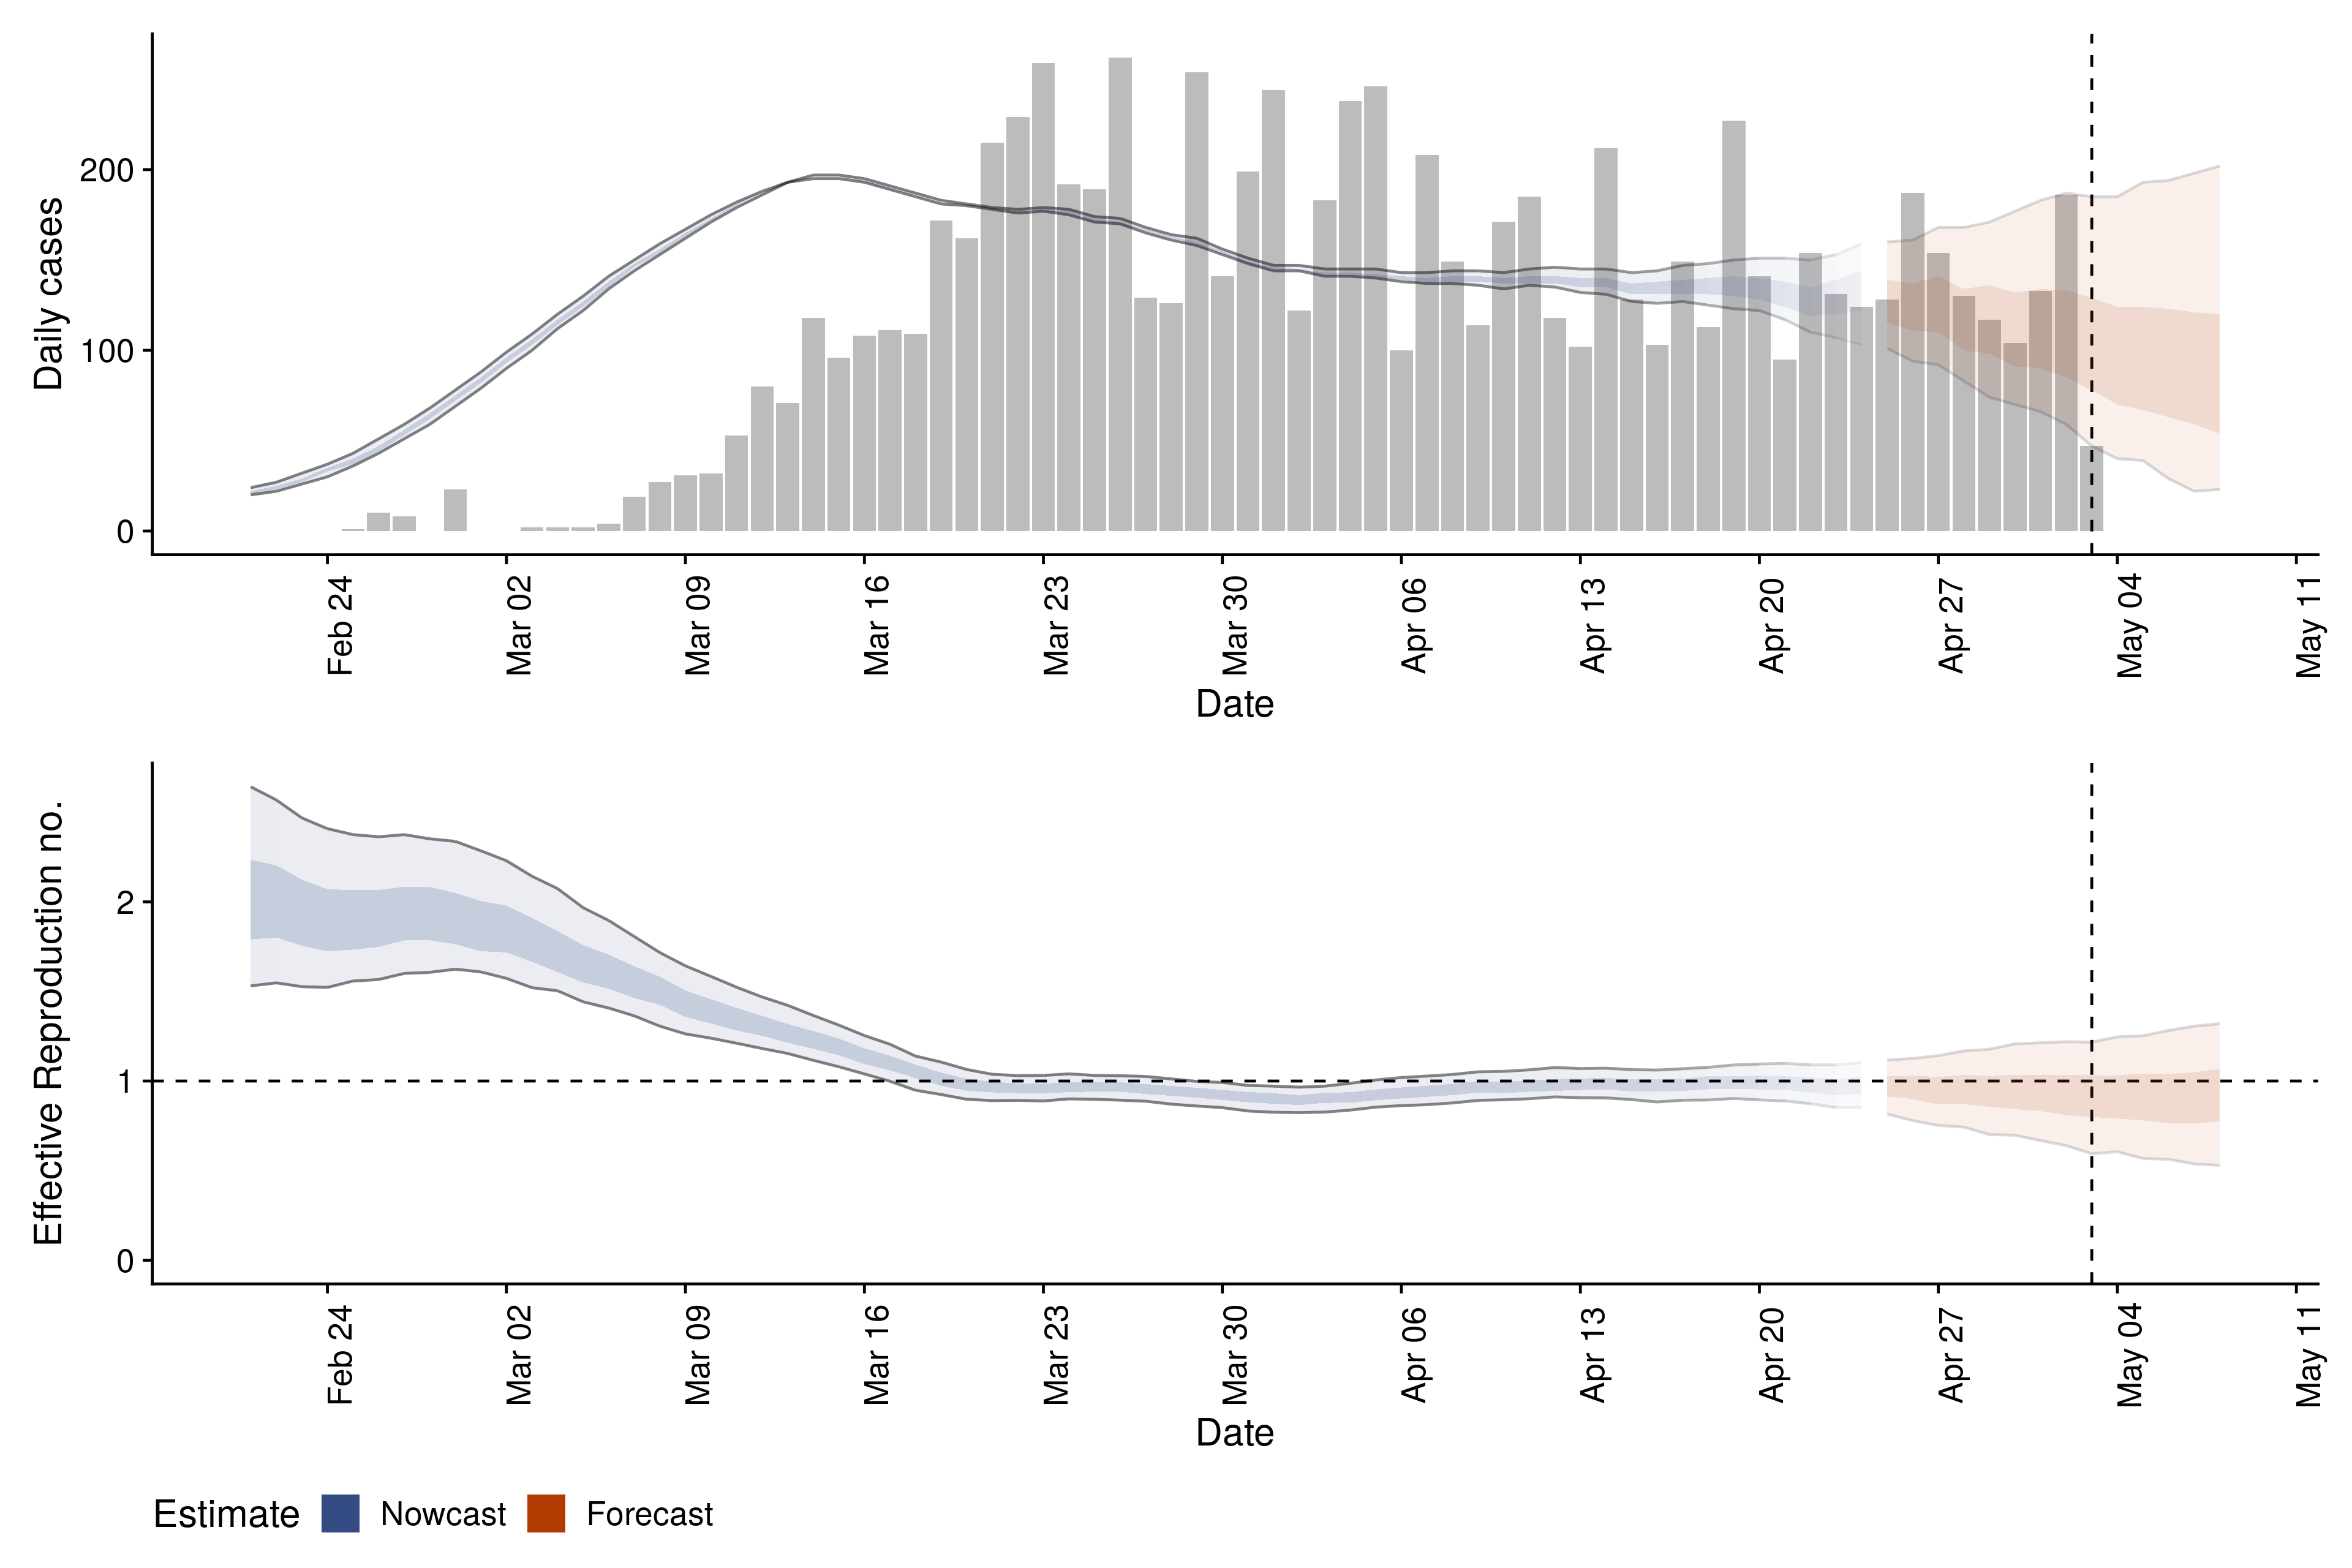 Daily cases
200
100
0
Feb 24
Mar 02
Mar 09
Mar 16
Mar 23
Mar 30
Apr 06
Apr 13
Apr 20
Apr 27
May 04
May 11
Date
Effective Reproduction no.
2
1
0
Feb 24
Mar 02
Mar 09
Mar 16
Mar 23
Mar 30
Apr 06
Apr 13
Apr 20
Apr 27
May 04
May 11
Date
Estimate Nowcast Forecast